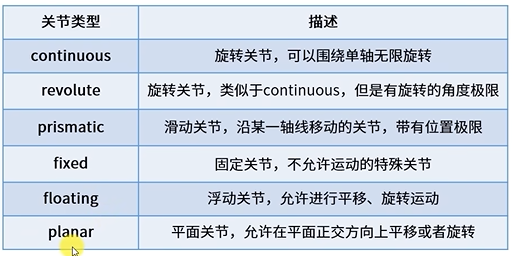 关节类型 描述
continuous 旋转关节，可以围绕单轴无限旋转
revolute 旋转关节，类似于continuous，但是有旋转的角度极限
prismatic 滑动关节，沿某一轴线移动的关节，带有位置极限
fixed 固定关节，不允许运动的特殊关节
floating 浮动关节，允许进行平移、旋转运动
planar 平面关节，允许在平面正交方向上平移或者旋转